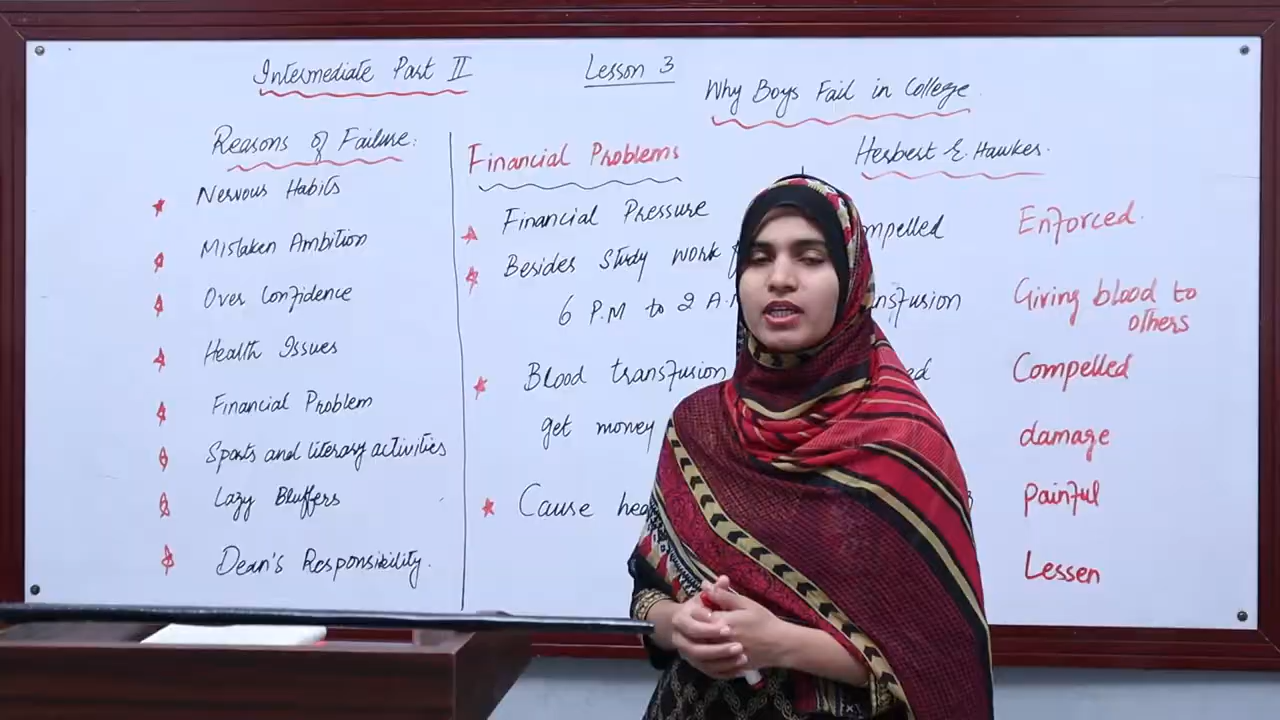 Intermediate Part II
Lesson 3
Why Boys Fail in College.
Herbert E. Hawkes.
Reasons of Failure:
Nervous Habits
Mistaken Ambition
Over Confidence
Health Issues
Financial Problem
Sports and literary activities
Lazy Bluffers
Dean's Responsibility.
Financial Problems
Financial Pressure
Besides study work
6 P.M to 2 A.M
Blood transfusion
get money
Cause
Enforced.
Giving blood to
others
Compelled
damage
Painful
Lessen